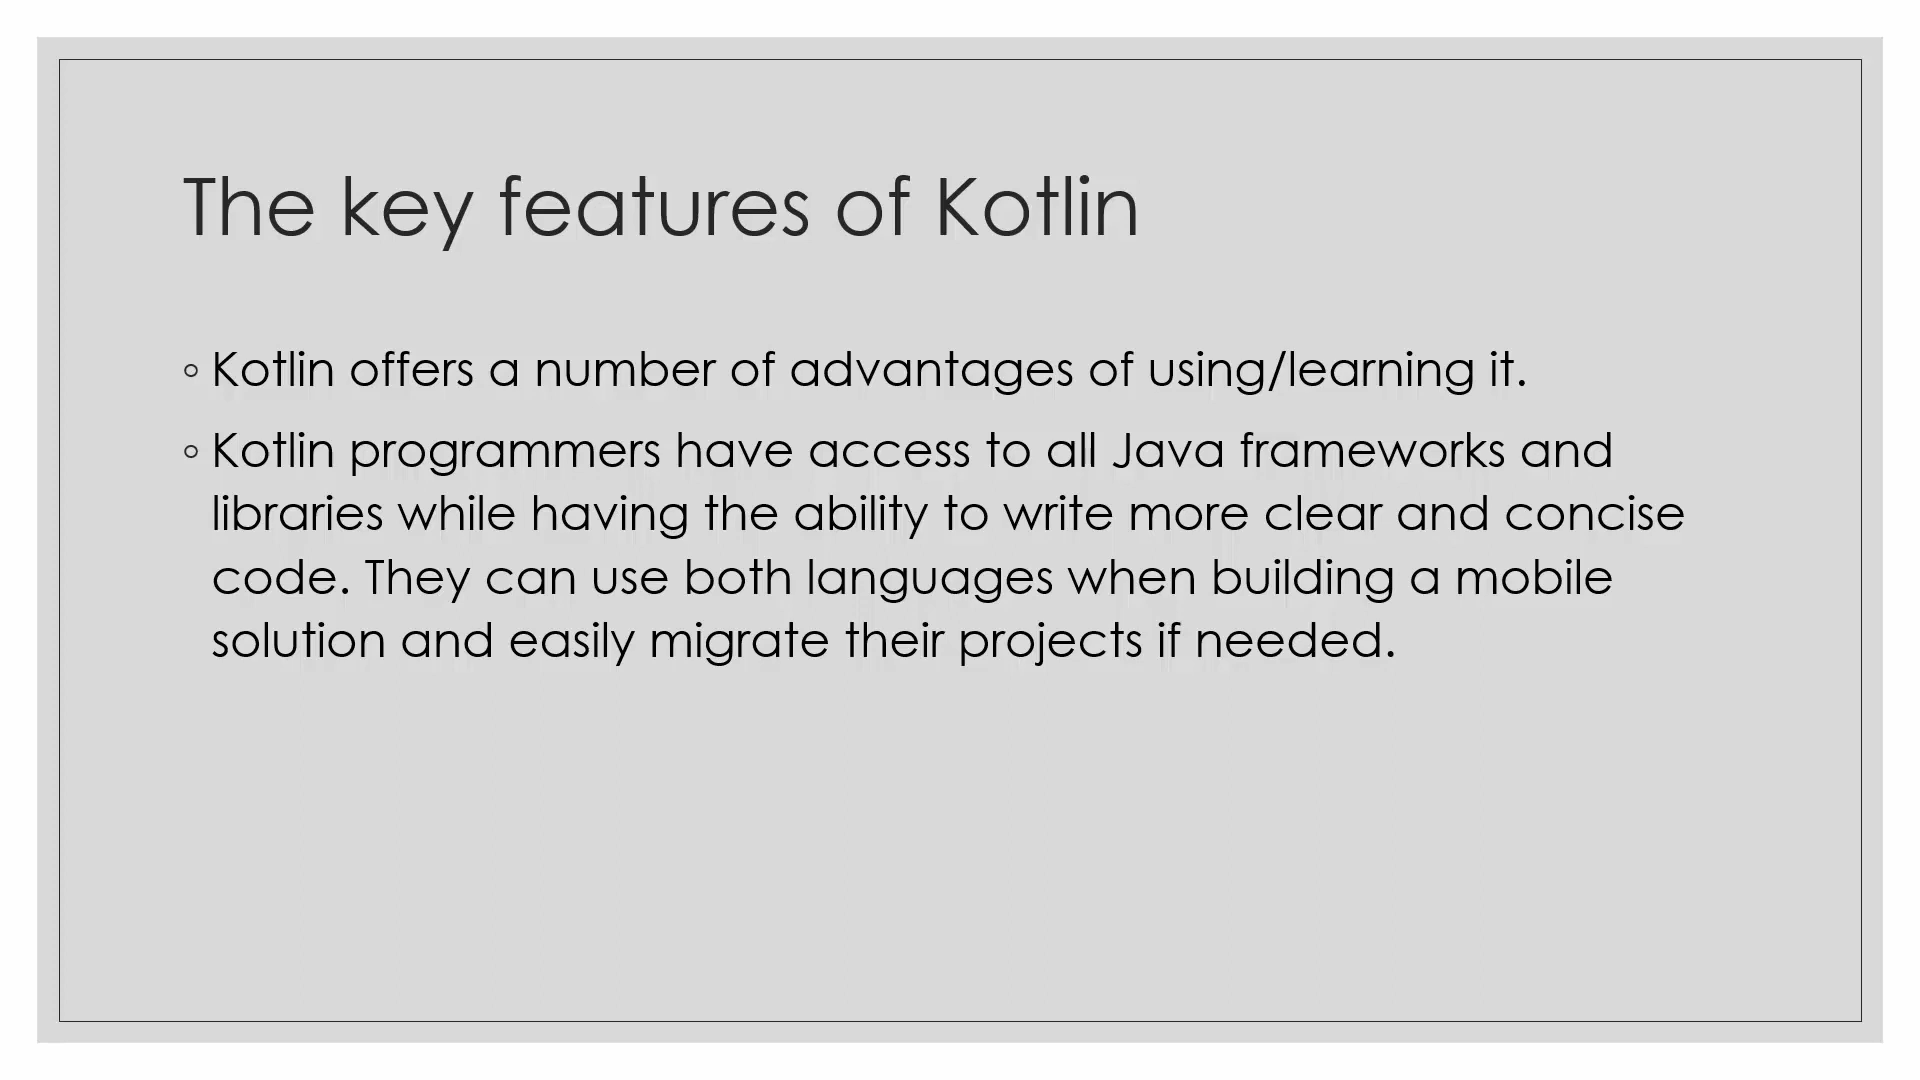 The key features of Kotlin
◦ Kotlin offers a number of advantages of using/learning it.
◦ Kotlin programmers have access to all Java frameworks and
libraries while having the ability to write more clear and concise
code. They can use both languages when building a mobile
solution and easily migrate their projects if needed.